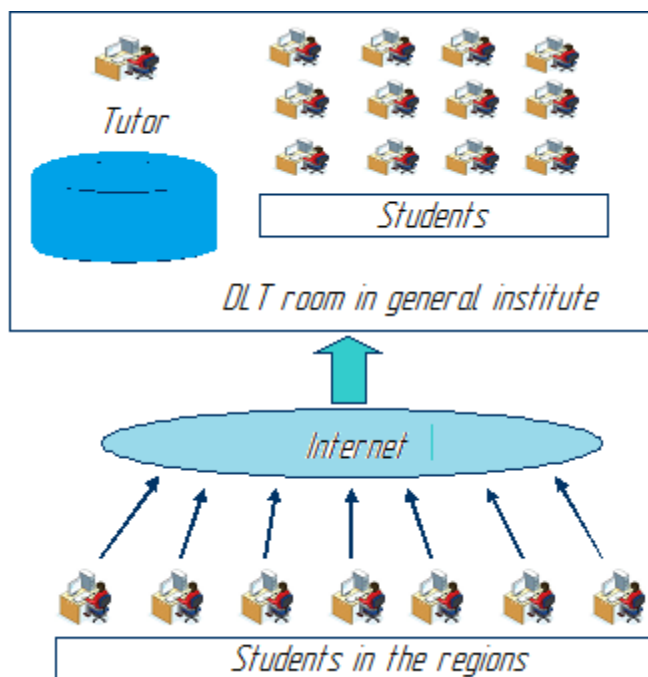 Tutor
Students
DLT room in general institute
Internet
Students in the regions